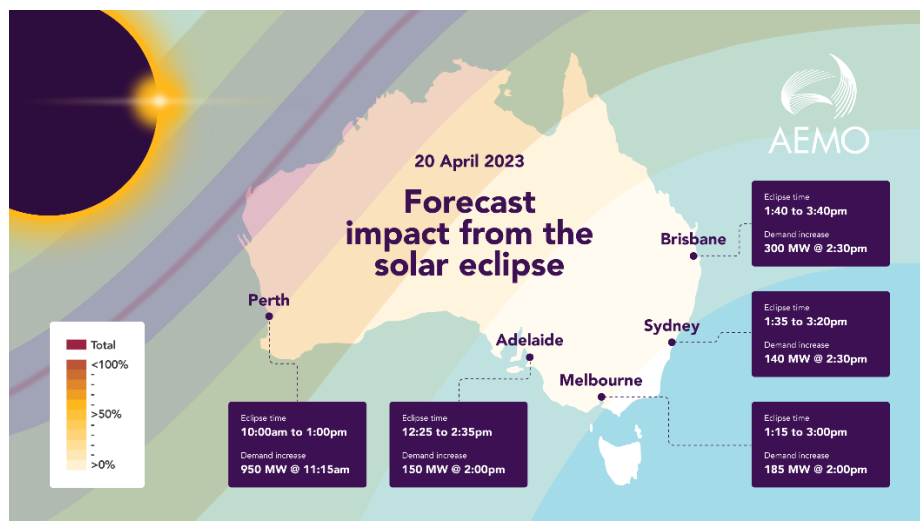 AEMO
20 April 2023
Forecast
impact from the
solar eclipse
Brisbane
Eclipse time
1:40 to 3:40pm
Demand increase
300 MW @ 2:30pm
Perth
Sydney
Eclipse time
1:35 to 3:20pm
Demand increase
140 MW @ 2:30pm
Adelaide
Melbourne
Total
<100%
-
-
-
-
>50%
-
-
-
-
>0%
Eclipse time
10:00am to 1:00pm
Demand increase
950 MW @ 11:15am
Eclipse time
12:25 to 2:35pm
Demand increase
150 MW @ 2:00pm
Eclipse time
1:15 to 3:00pm
Demand increase
185 MW @ 2:00pm